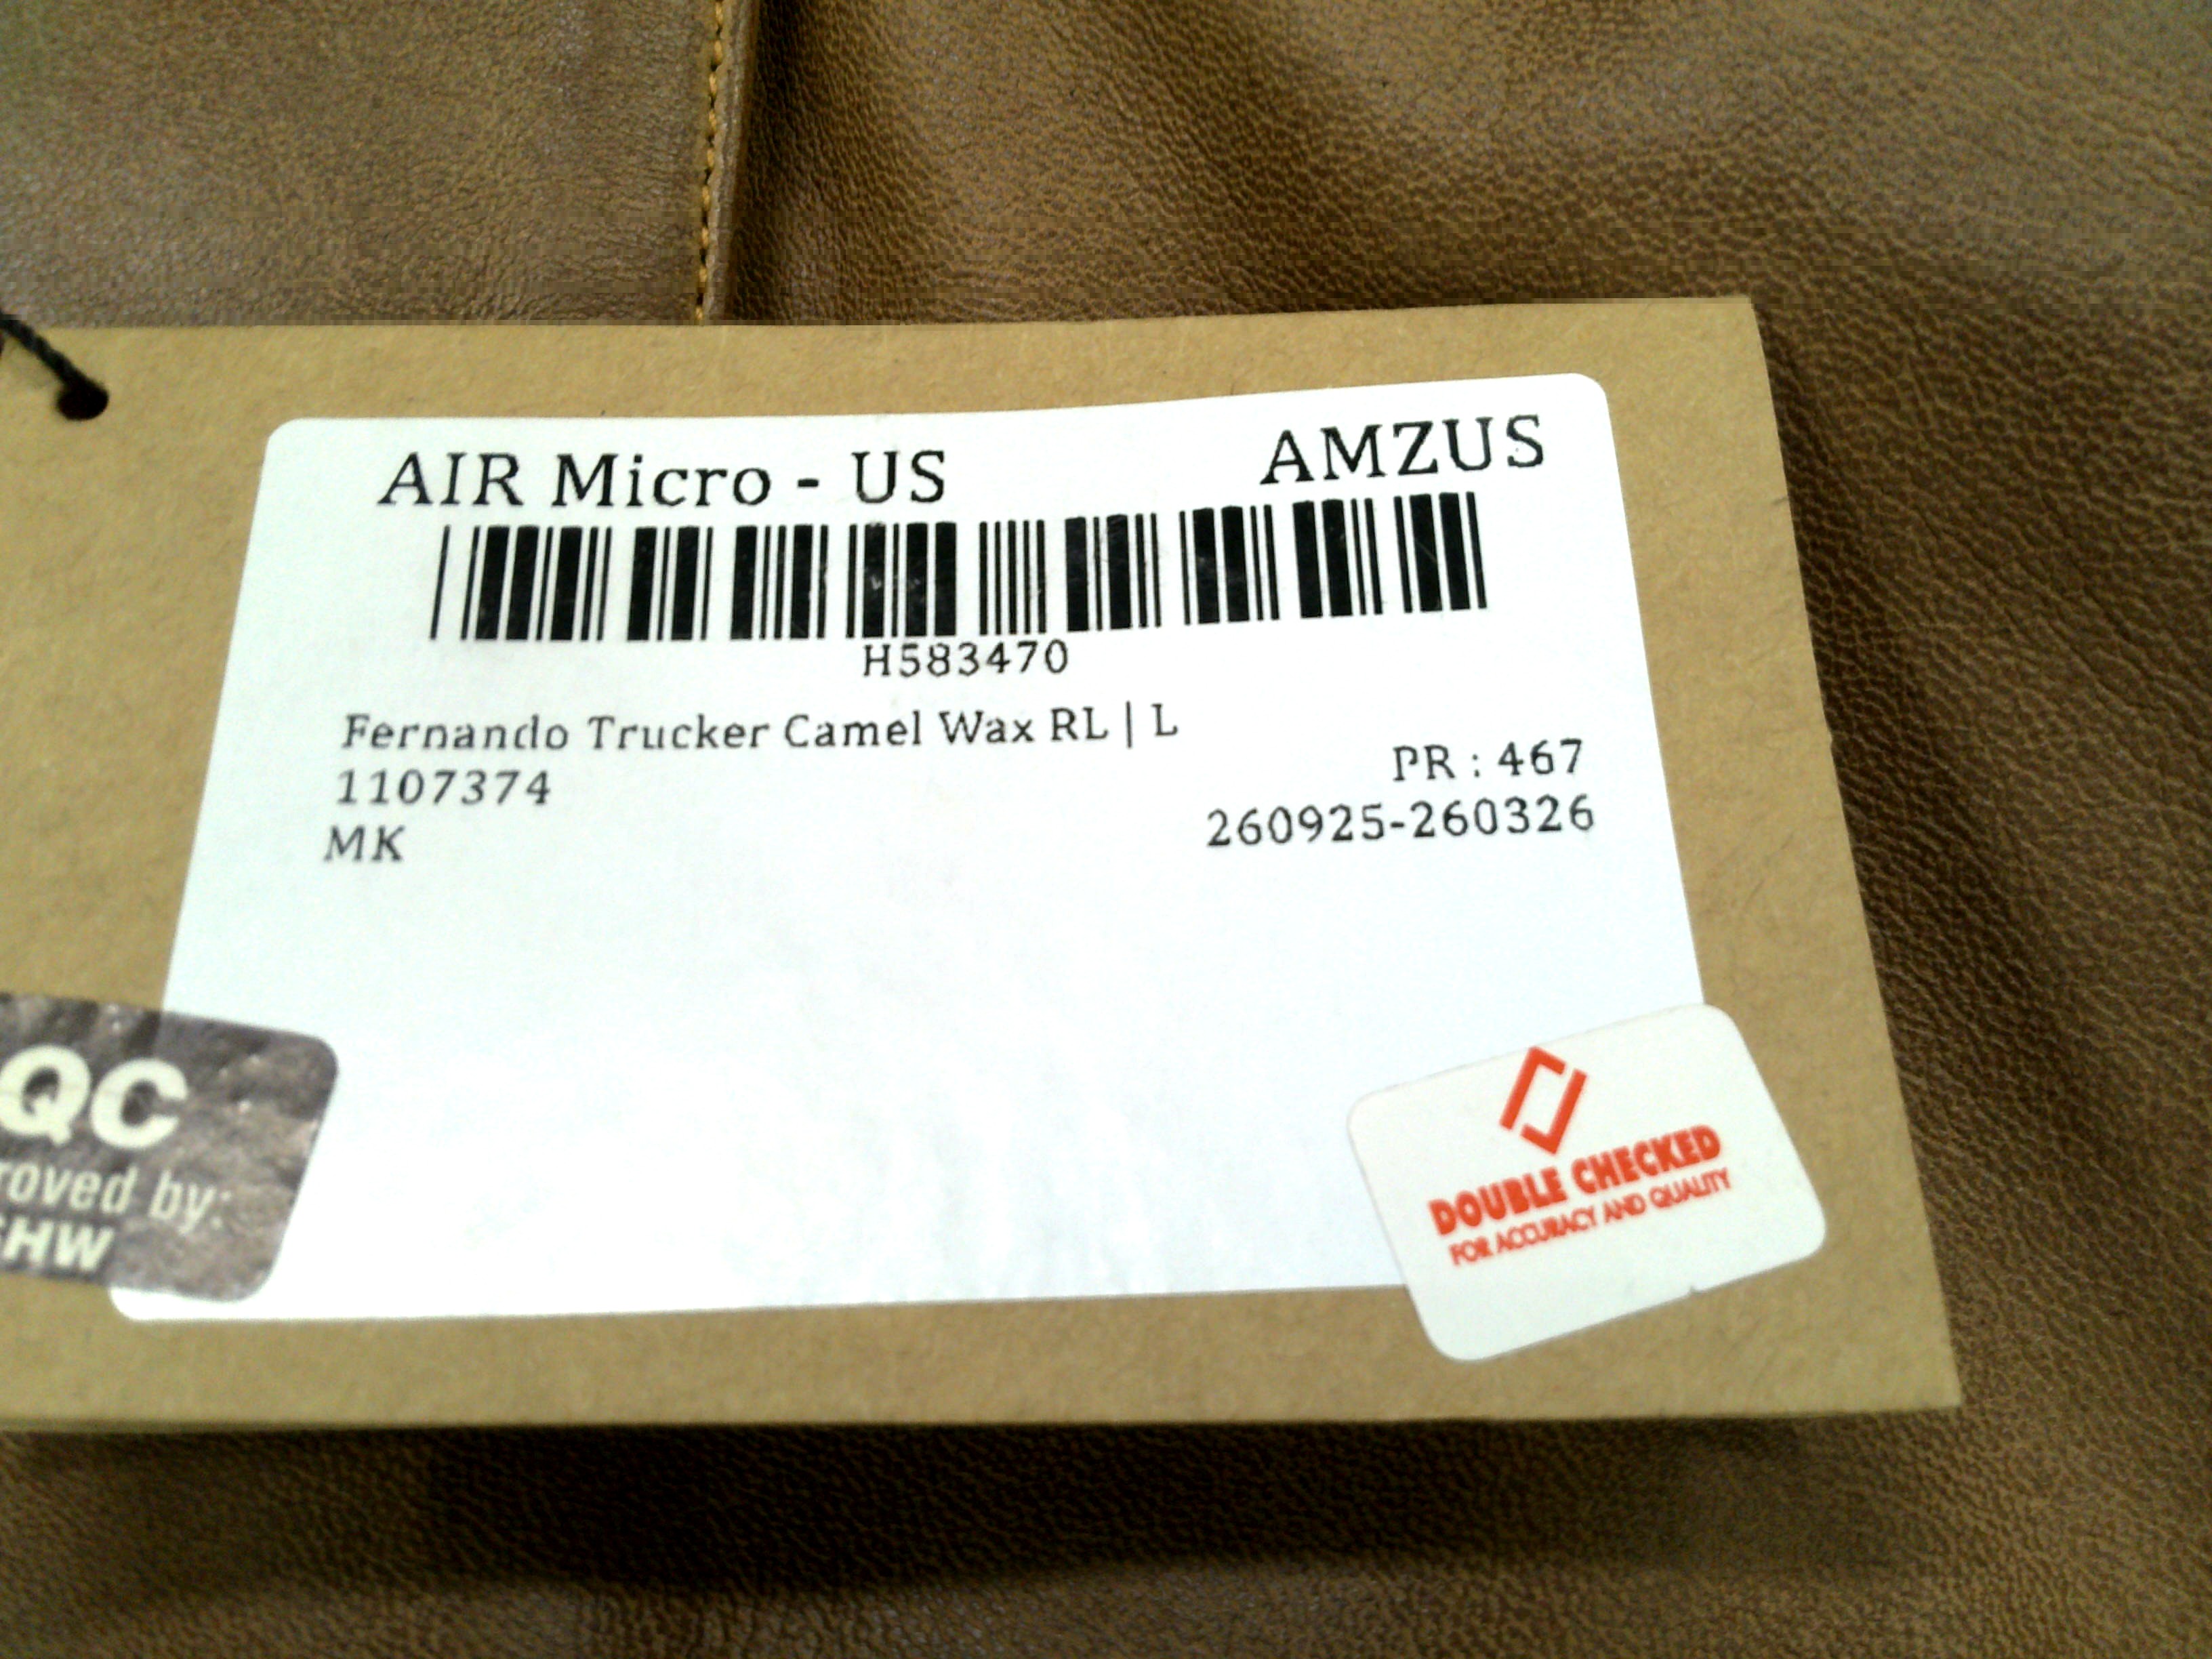 AIR Micro - US AMZUS
H583470
Fernando Trucker Camel Wax RL | L
1107374
PR : 467
MK
260925-260326
QC
roved by:
HW
DOUBLE CHECKED
FOR ACCURACY AND QUALITY